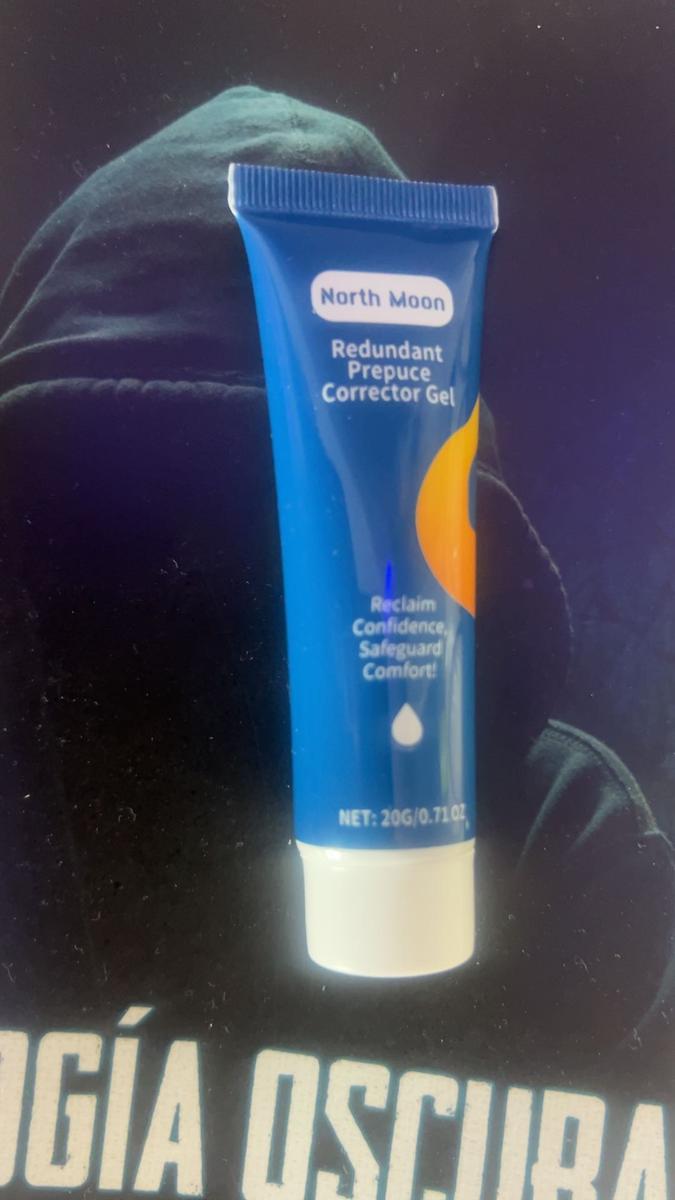 North Moon
Redundant
Prepuce
Corrector Gel
Reclaim
Confidence,
Safeguard
Comfort!
NET: 20G/0.71 OZ
OGÍA OSCURA